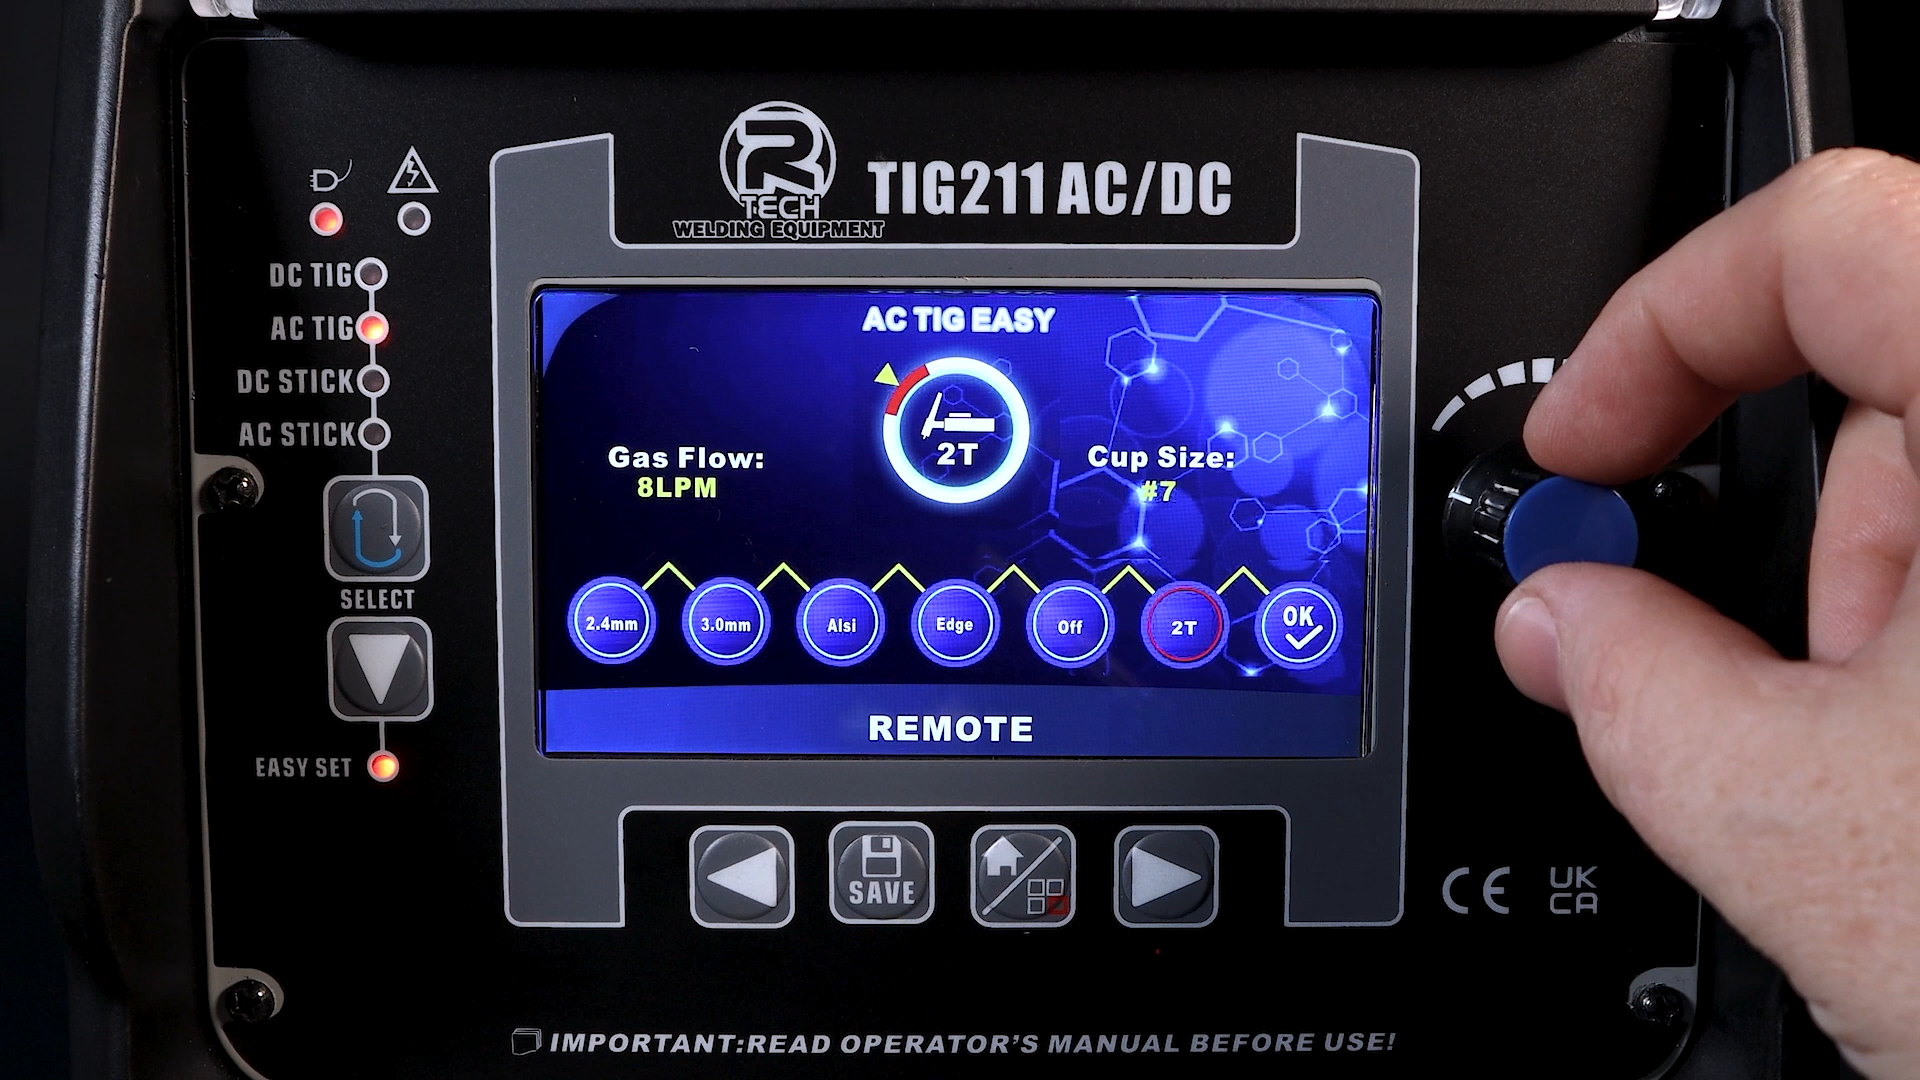 R
TECH
WELDING EQUIPMENT
TIG211 AC/DC
DC TIG
AC TIG
DC STICK
AC STICK
SELECT
EASY SET
AC TIG EASY
2T
Gas Flow:
8LPM
Cup Size:
#7
2.4mm
3.0mm
Alsi
Edge
Off
2T
OK
REMOTE
SAVE
CE
UK
CA
IMPORTANT:READ OPERATOR'S MANUAL BEFORE USE!